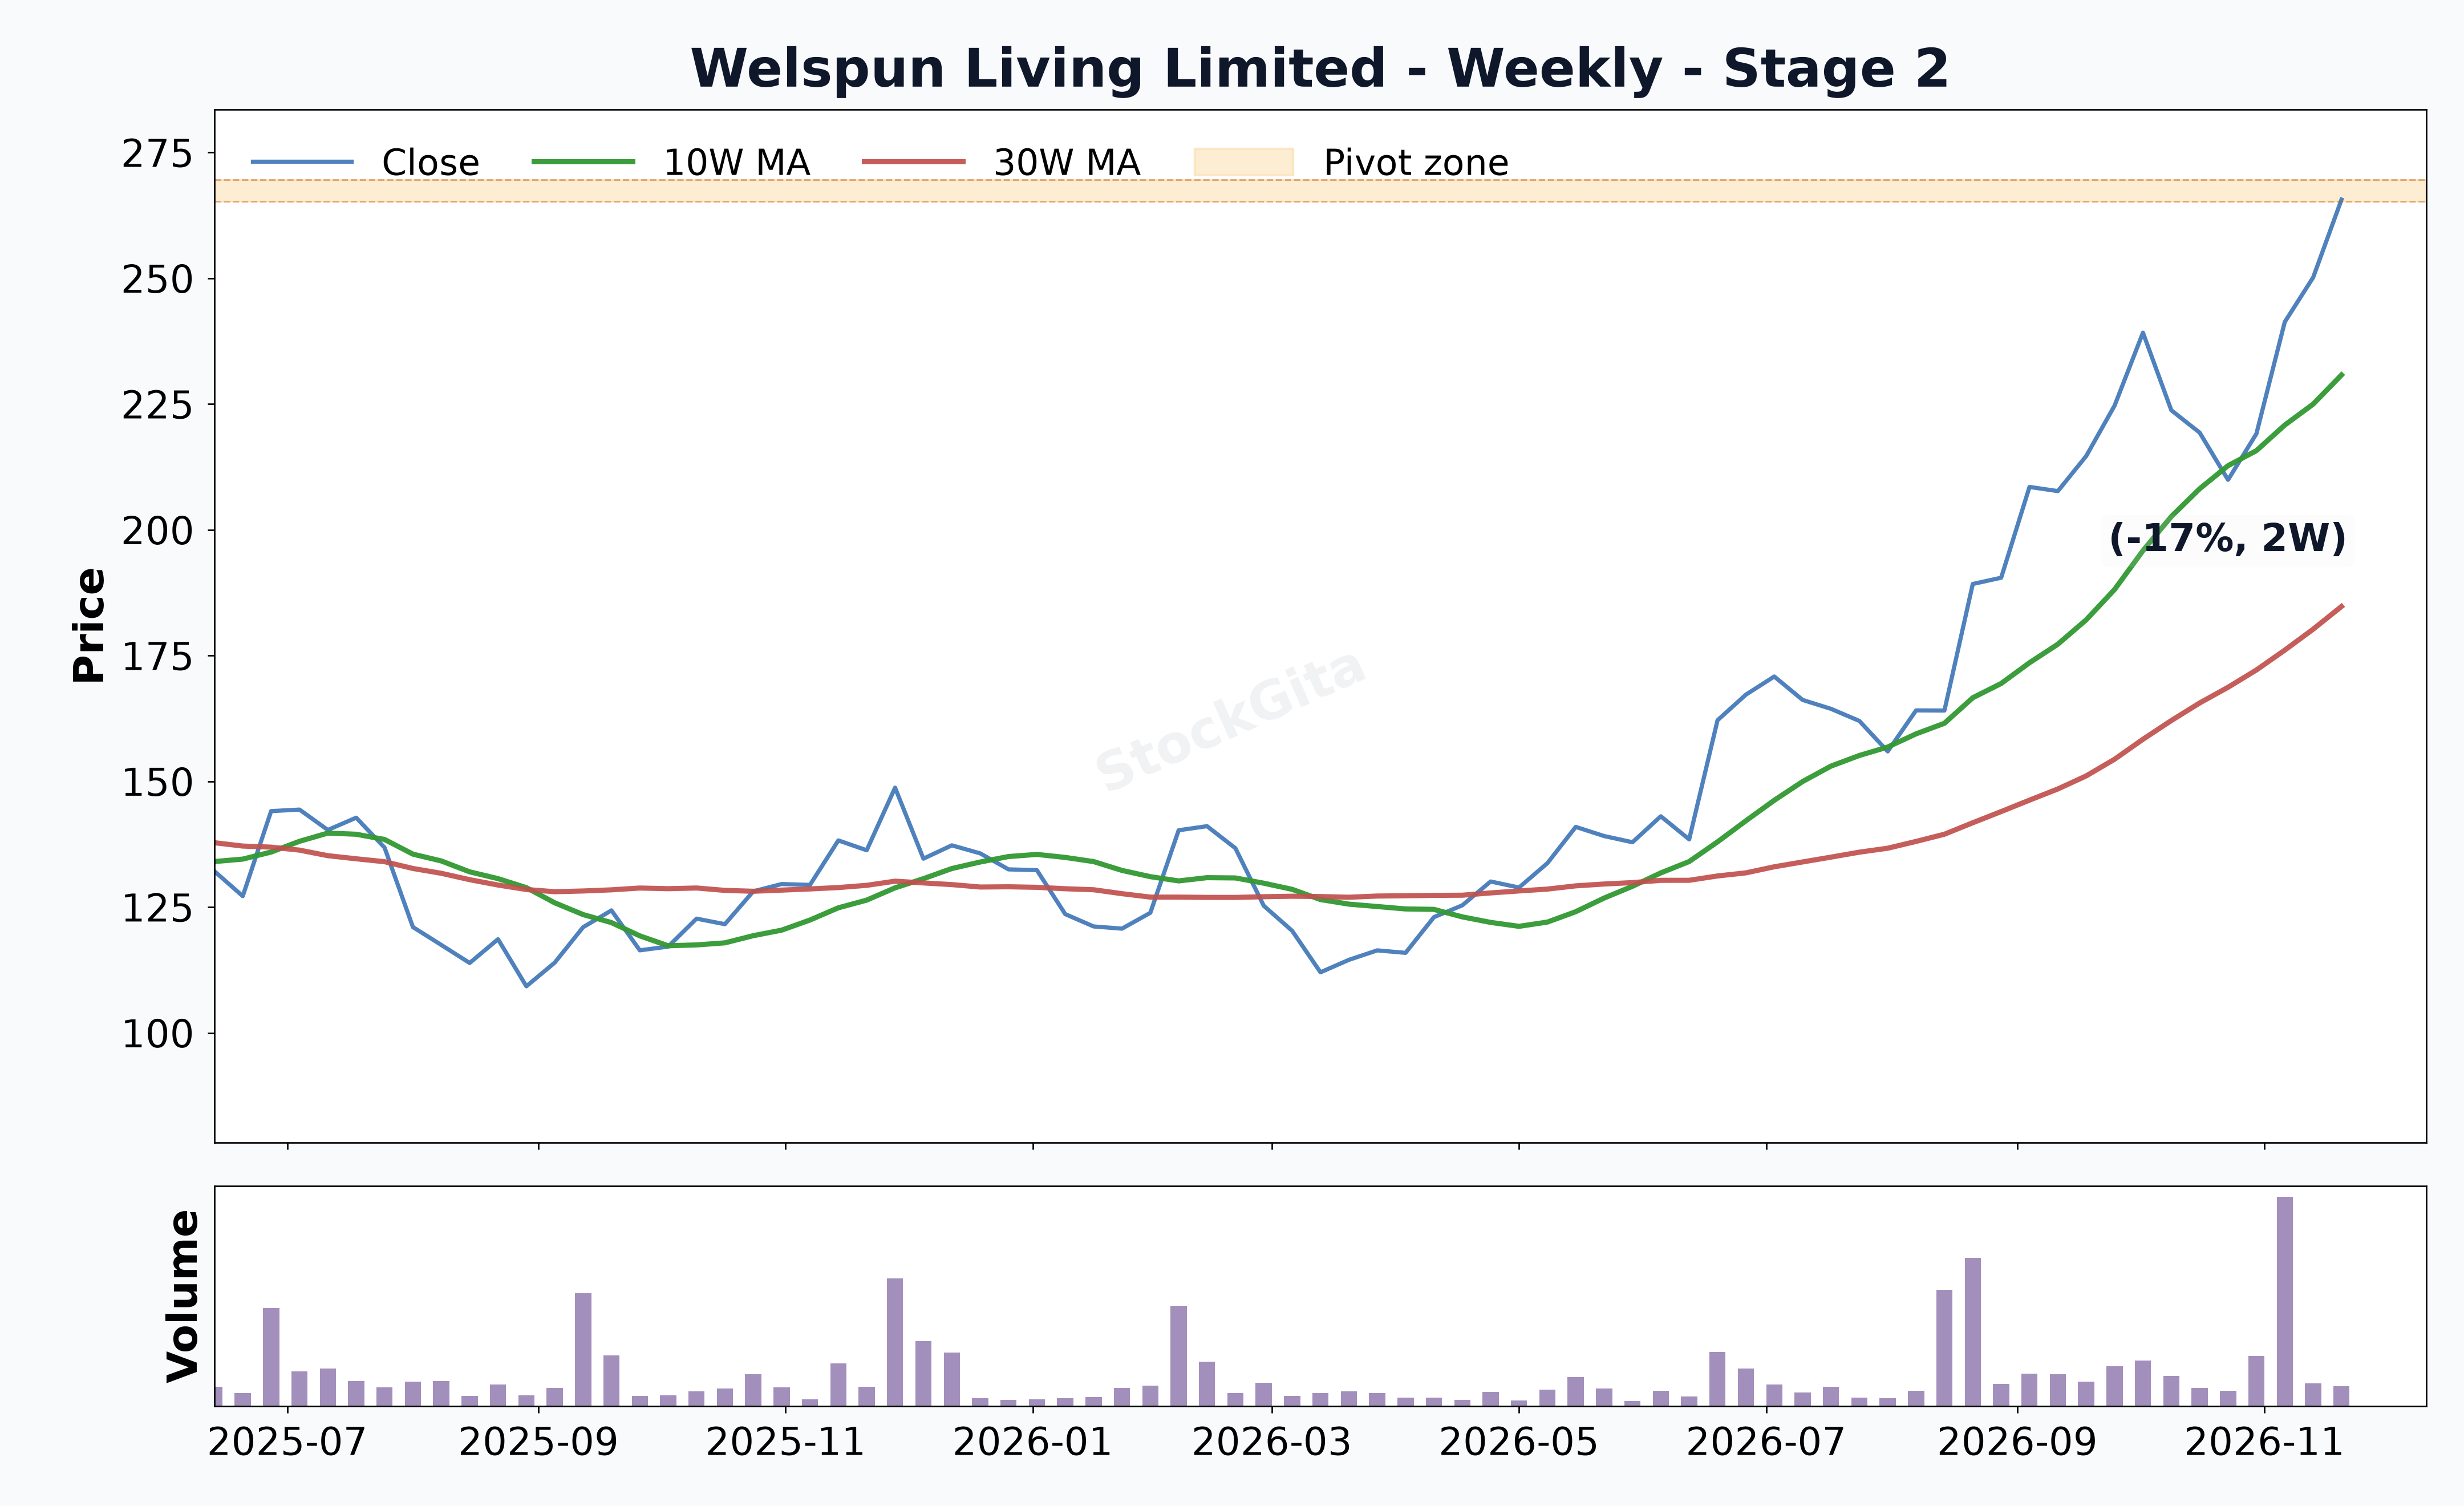 Welspun Living Limited - Weekly - Stage 2
Close
10W MA
30W MA
Pivot zone
Price
275
250
225
200
175
150
125
100
(-17%, 2W)
StockGita
Volume
2025-07
2025-09
2025-11
2026-01
2026-03
2026-05
2026-07
2026-09
2026-11